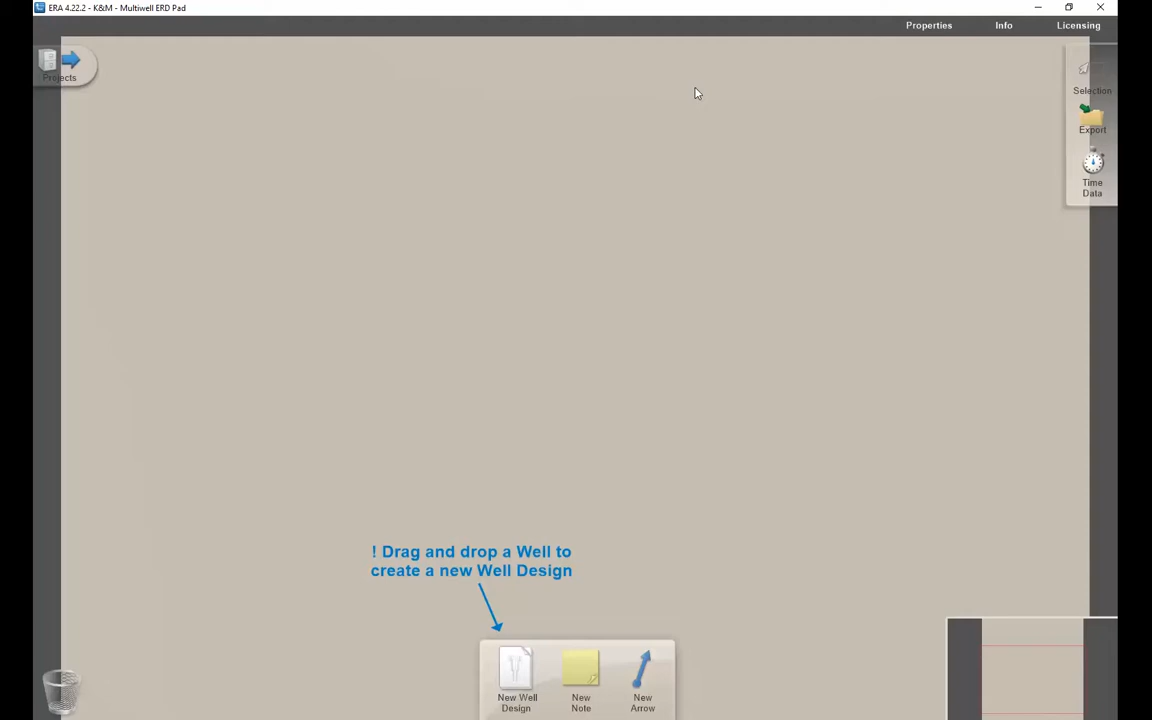 ERA 4.22.2 - K&M - Multiwell ERD Pad
Properties
Info
Licensing
Projects
Selection
Export
Time
Data
! Drag and drop a Well to
create a new Well Design
New Well
Design
New
Note
New
Arrow